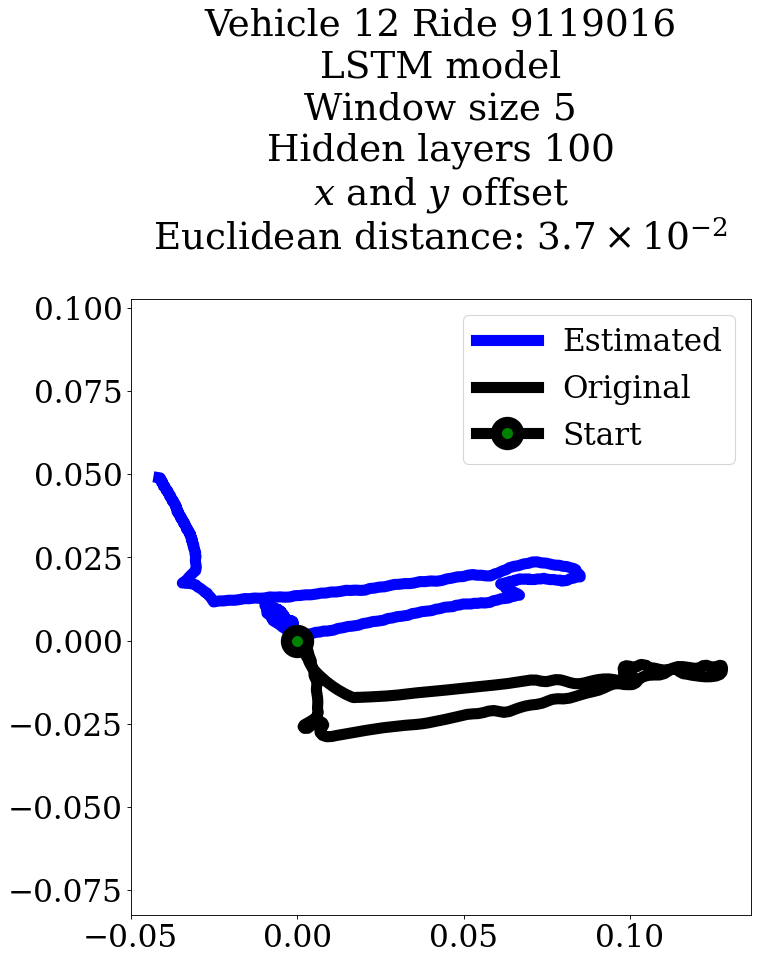 Vehicle 12 Ride 9119016
LSTM model
Window size 5
Hidden layers 100
x and y offset
Euclidean distance: 3.7 × 10⁻²
0.100
0.075
0.050
0.025
0.000
−0.025
−0.050
−0.075
Estimated
Original
Start
−0.05
0.00
0.05
0.10